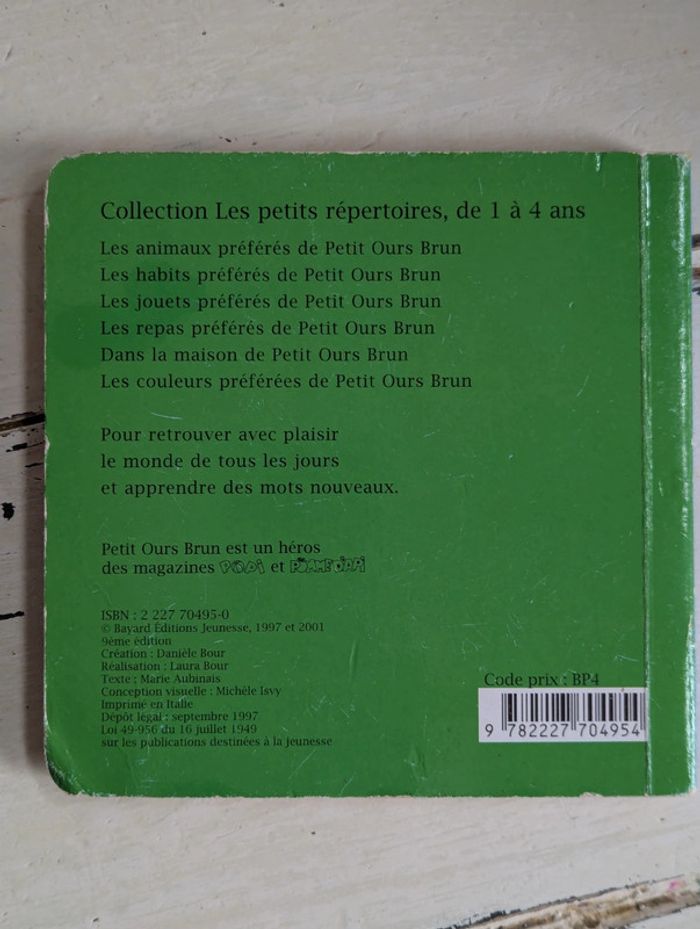 Collection Les petits répertoires, de 1 à 4 ans
Les animaux préférés de Petit Ours Brun
Les habits préférés de Petit Ours Brun
Les jouets préférés de Petit Ours Brun
Les repas préférés de Petit Ours Brun
Dans la maison de Petit Ours Brun
Les couleurs préférées de Petit Ours Brun
Pour retrouver avec plaisir
le monde de tous les jours
et apprendre des mots nouveaux.
Petit Ours Brun est un héros
des magazines POPI et POMME D'API
ISBN : 2 227 70495-0
© Bayard Éditions Jeunesse, 1997 et 2001
9ème édition
Création : Danièle Bour
Réalisation : Laura Bour
Texte : Marie Aubinais
Conception visuelle : Michèle Isvy
Imprimé en Italie
Dépôt légal : septembre 1997
Loi 49-956 du 16 juillet 1949
sur les publications destinées à la jeunesse
Code prix : BP4
9 782227 704954